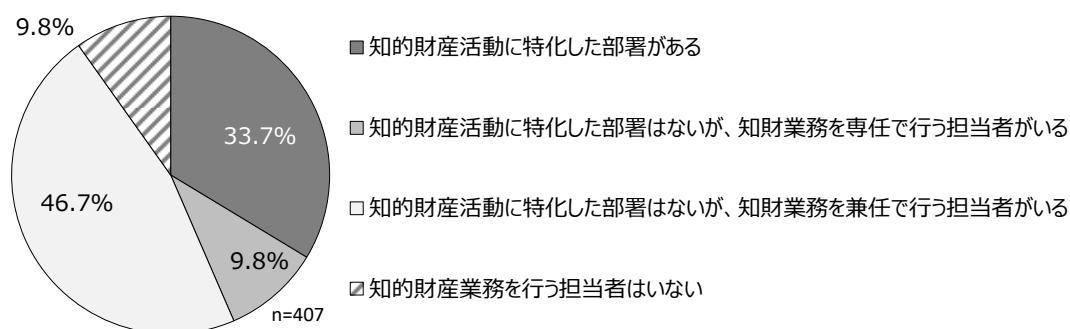 9.8%
知的財産活動に特化した部署がある
33.7%
知的財産活動に特化した部署はないが、知財業務を専任で行う担当者がいる
46.7%
知的財産活動に特化した部署はないが、知財業務を兼任で行う担当者がいる
9.8%
知的財産業務を行う担当者はいない
n=407